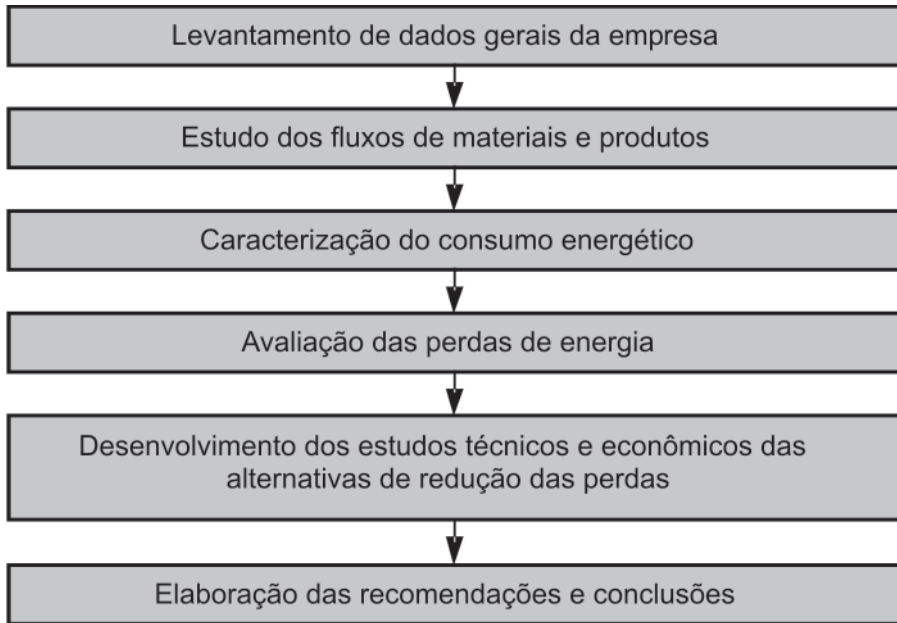 Levantamento de dados gerais da empresa
Estudo dos fluxos de materiais e produtos
Caracterização do consumo energético
Avaliação das perdas de energia
Desenvolvimento dos estudos técnicos e econômicos das
alternativas de redução das perdas
Elaboração das recomendações e conclusões